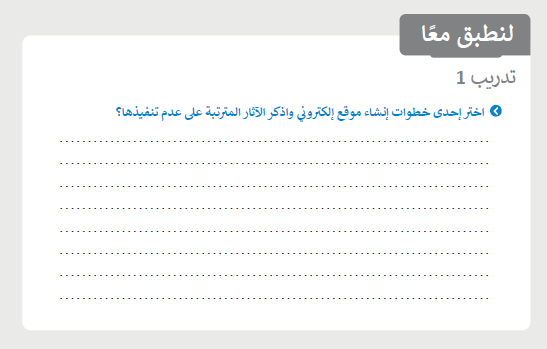 لنطبق معًا
تدريب 1
اختر إحدى خطوات إنشاء موقع إلكتروني واذكر الآثار المترتبة على عدم تنفيذها؟